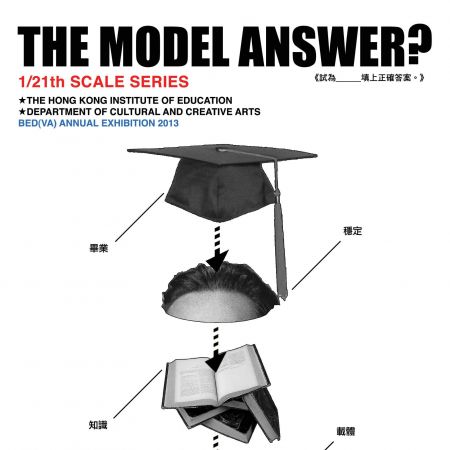 THE MODEL ANSWER?
1/21th SCALE SERIES
《試為_____填上正確答案。》
★THE HONG KONG INSTITUTE OF EDUCATION
★DEPARTMENT OF CULTURAL AND CREATIVE ARTS
BED(VA) ANNUAL EXHIBITION 2013
穩定
畢業
知識
載體